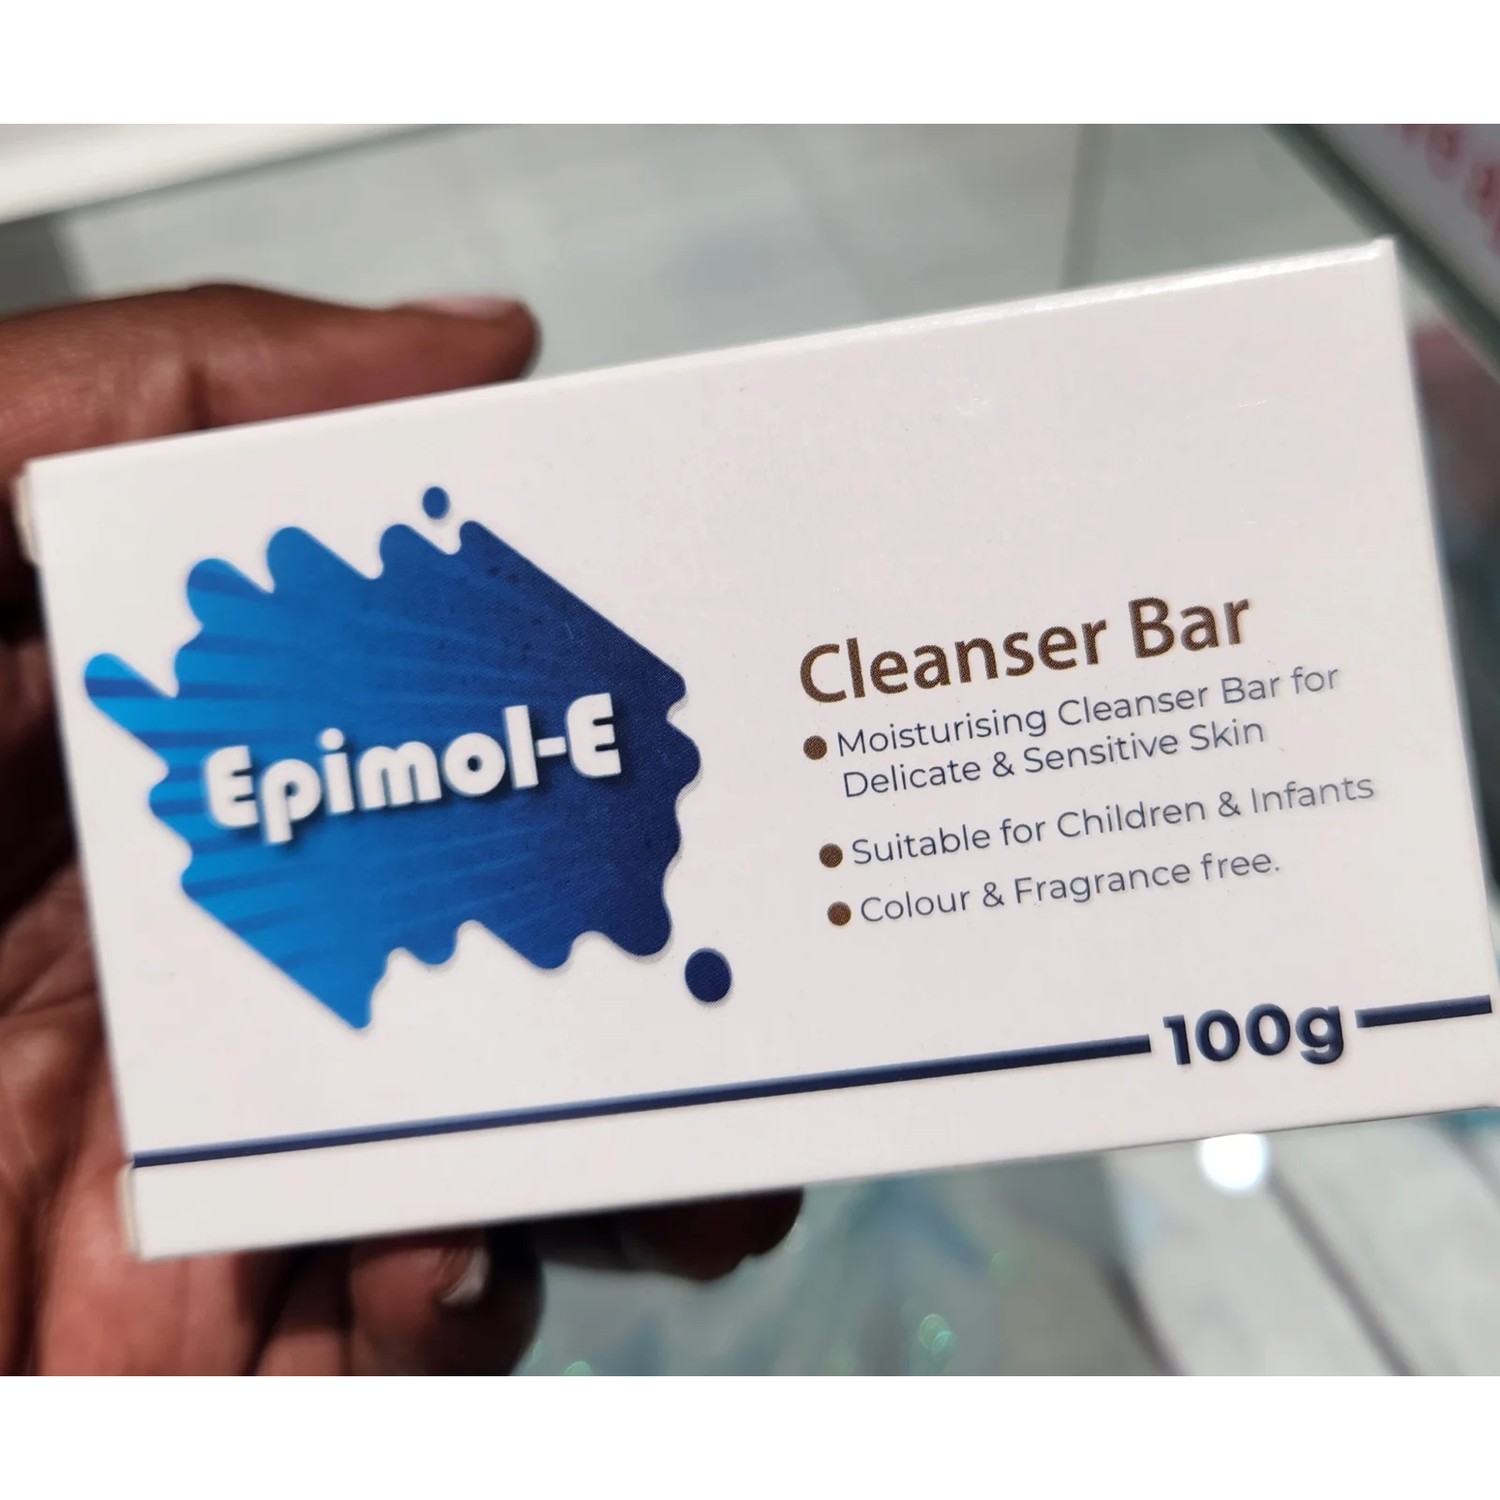 Epimol-E
Cleanser Bar
Moisturising Cleanser Bar for
Delicate & Sensitive Skin
Suitable for Children & Infants
Colour & Fragrance free.
100g